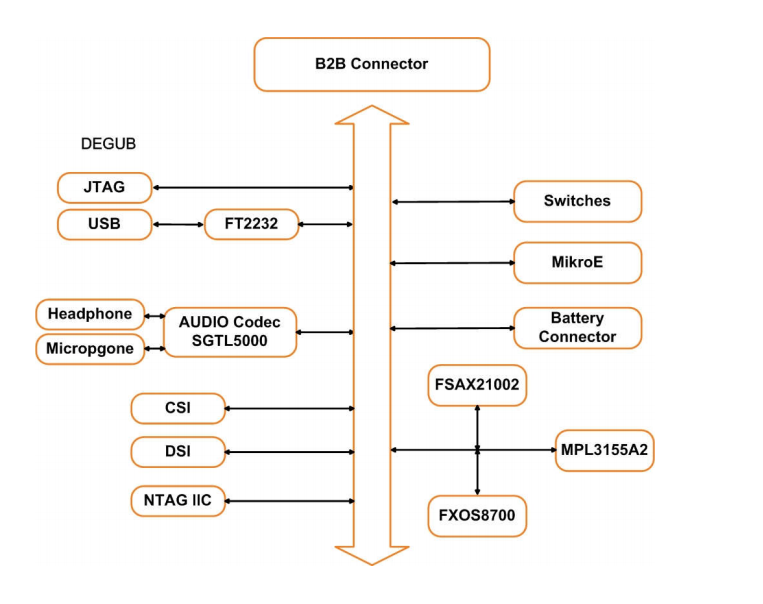 B2B Connector
DEGUB
JTAG
USB
FT2232
Headphone
Micropgone
AUDIO Codec
SGTL5000
CSI
DSI
NTAG IIC
Switches
MikroE
Battery
Connector
FSAX21002
MPL3155A2
FXOS8700